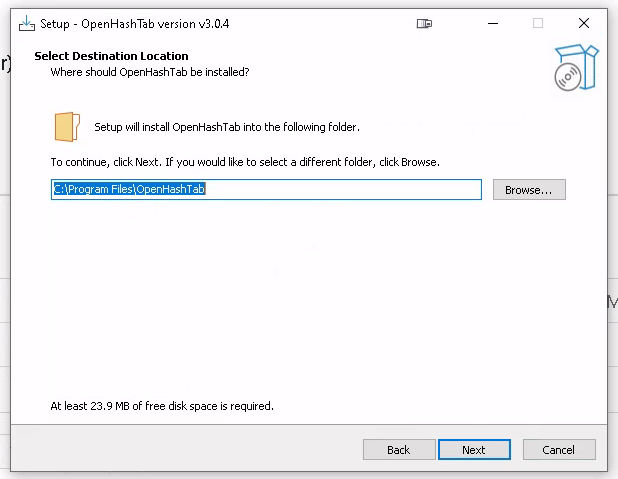 Setup - OpenHashTab version v3.0.4
r)
Select Destination Location
Where should OpenHashTab be installed?
Setup will install OpenHashTab into the following folder.
To continue, click Next. If you would like to select a different folder, click Browse.
C:\Program Files\OpenHashTab
Browse...
M
At least 23.9 MB of free disk space is required.
Back
Next
Cancel